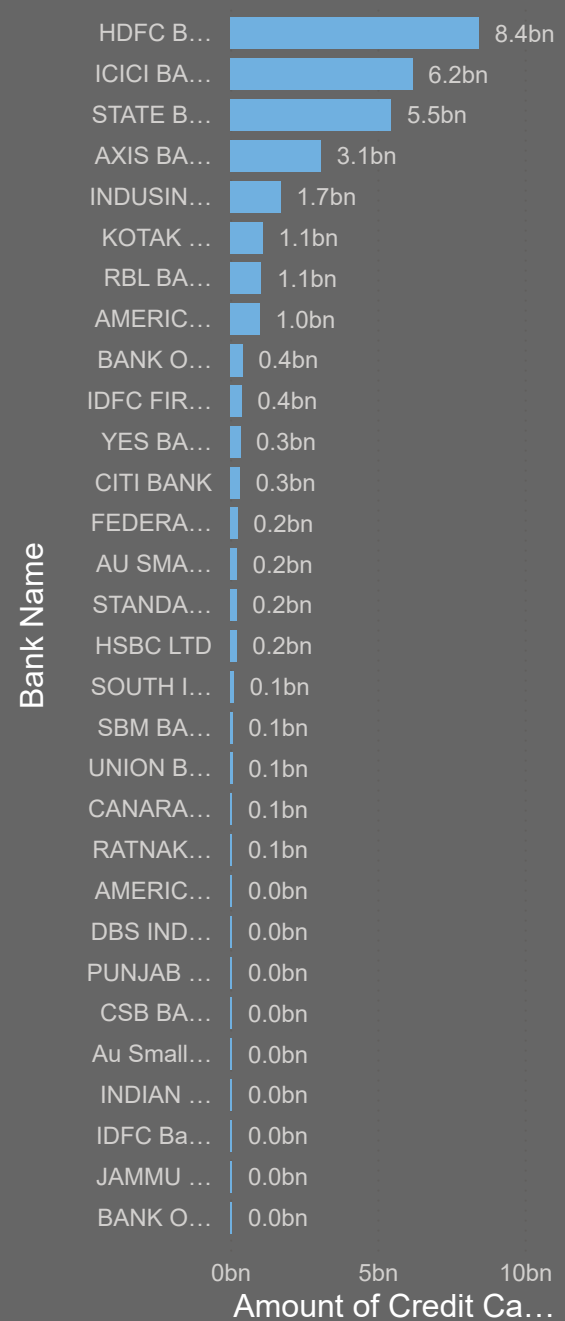 HDFC B… 8.4bn
ICICI BA… 6.2bn
STATE B… 5.5bn
AXIS BA… 3.1bn
INDUSIN… 1.7bn
KOTAK … 1.1bn
RBL BA… 1.1bn
AMERIC… 1.0bn
BANK O… 0.4bn
IDFC FIR… 0.4bn
YES BA… 0.3bn
CITI BANK 0.3bn
FEDERA… 0.2bn
AU SMA… 0.2bn
STANDA… 0.2bn
HSBC LTD 0.2bn
SOUTH I… 0.1bn
SBM BA… 0.1bn
UNION B… 0.1bn
CANARA… 0.1bn
RATNAK… 0.1bn
AMERIC… 0.0bn
DBS IND… 0.0bn
PUNJAB … 0.0bn
CSB BA… 0.0bn
Au Small… 0.0bn
INDIAN … 0.0bn
IDFC Ba… 0.0bn
JAMMU … 0.0bn
BANK O… 0.0bn
Bank Name
0bn 5bn 10bn
Amount of Credit Ca…